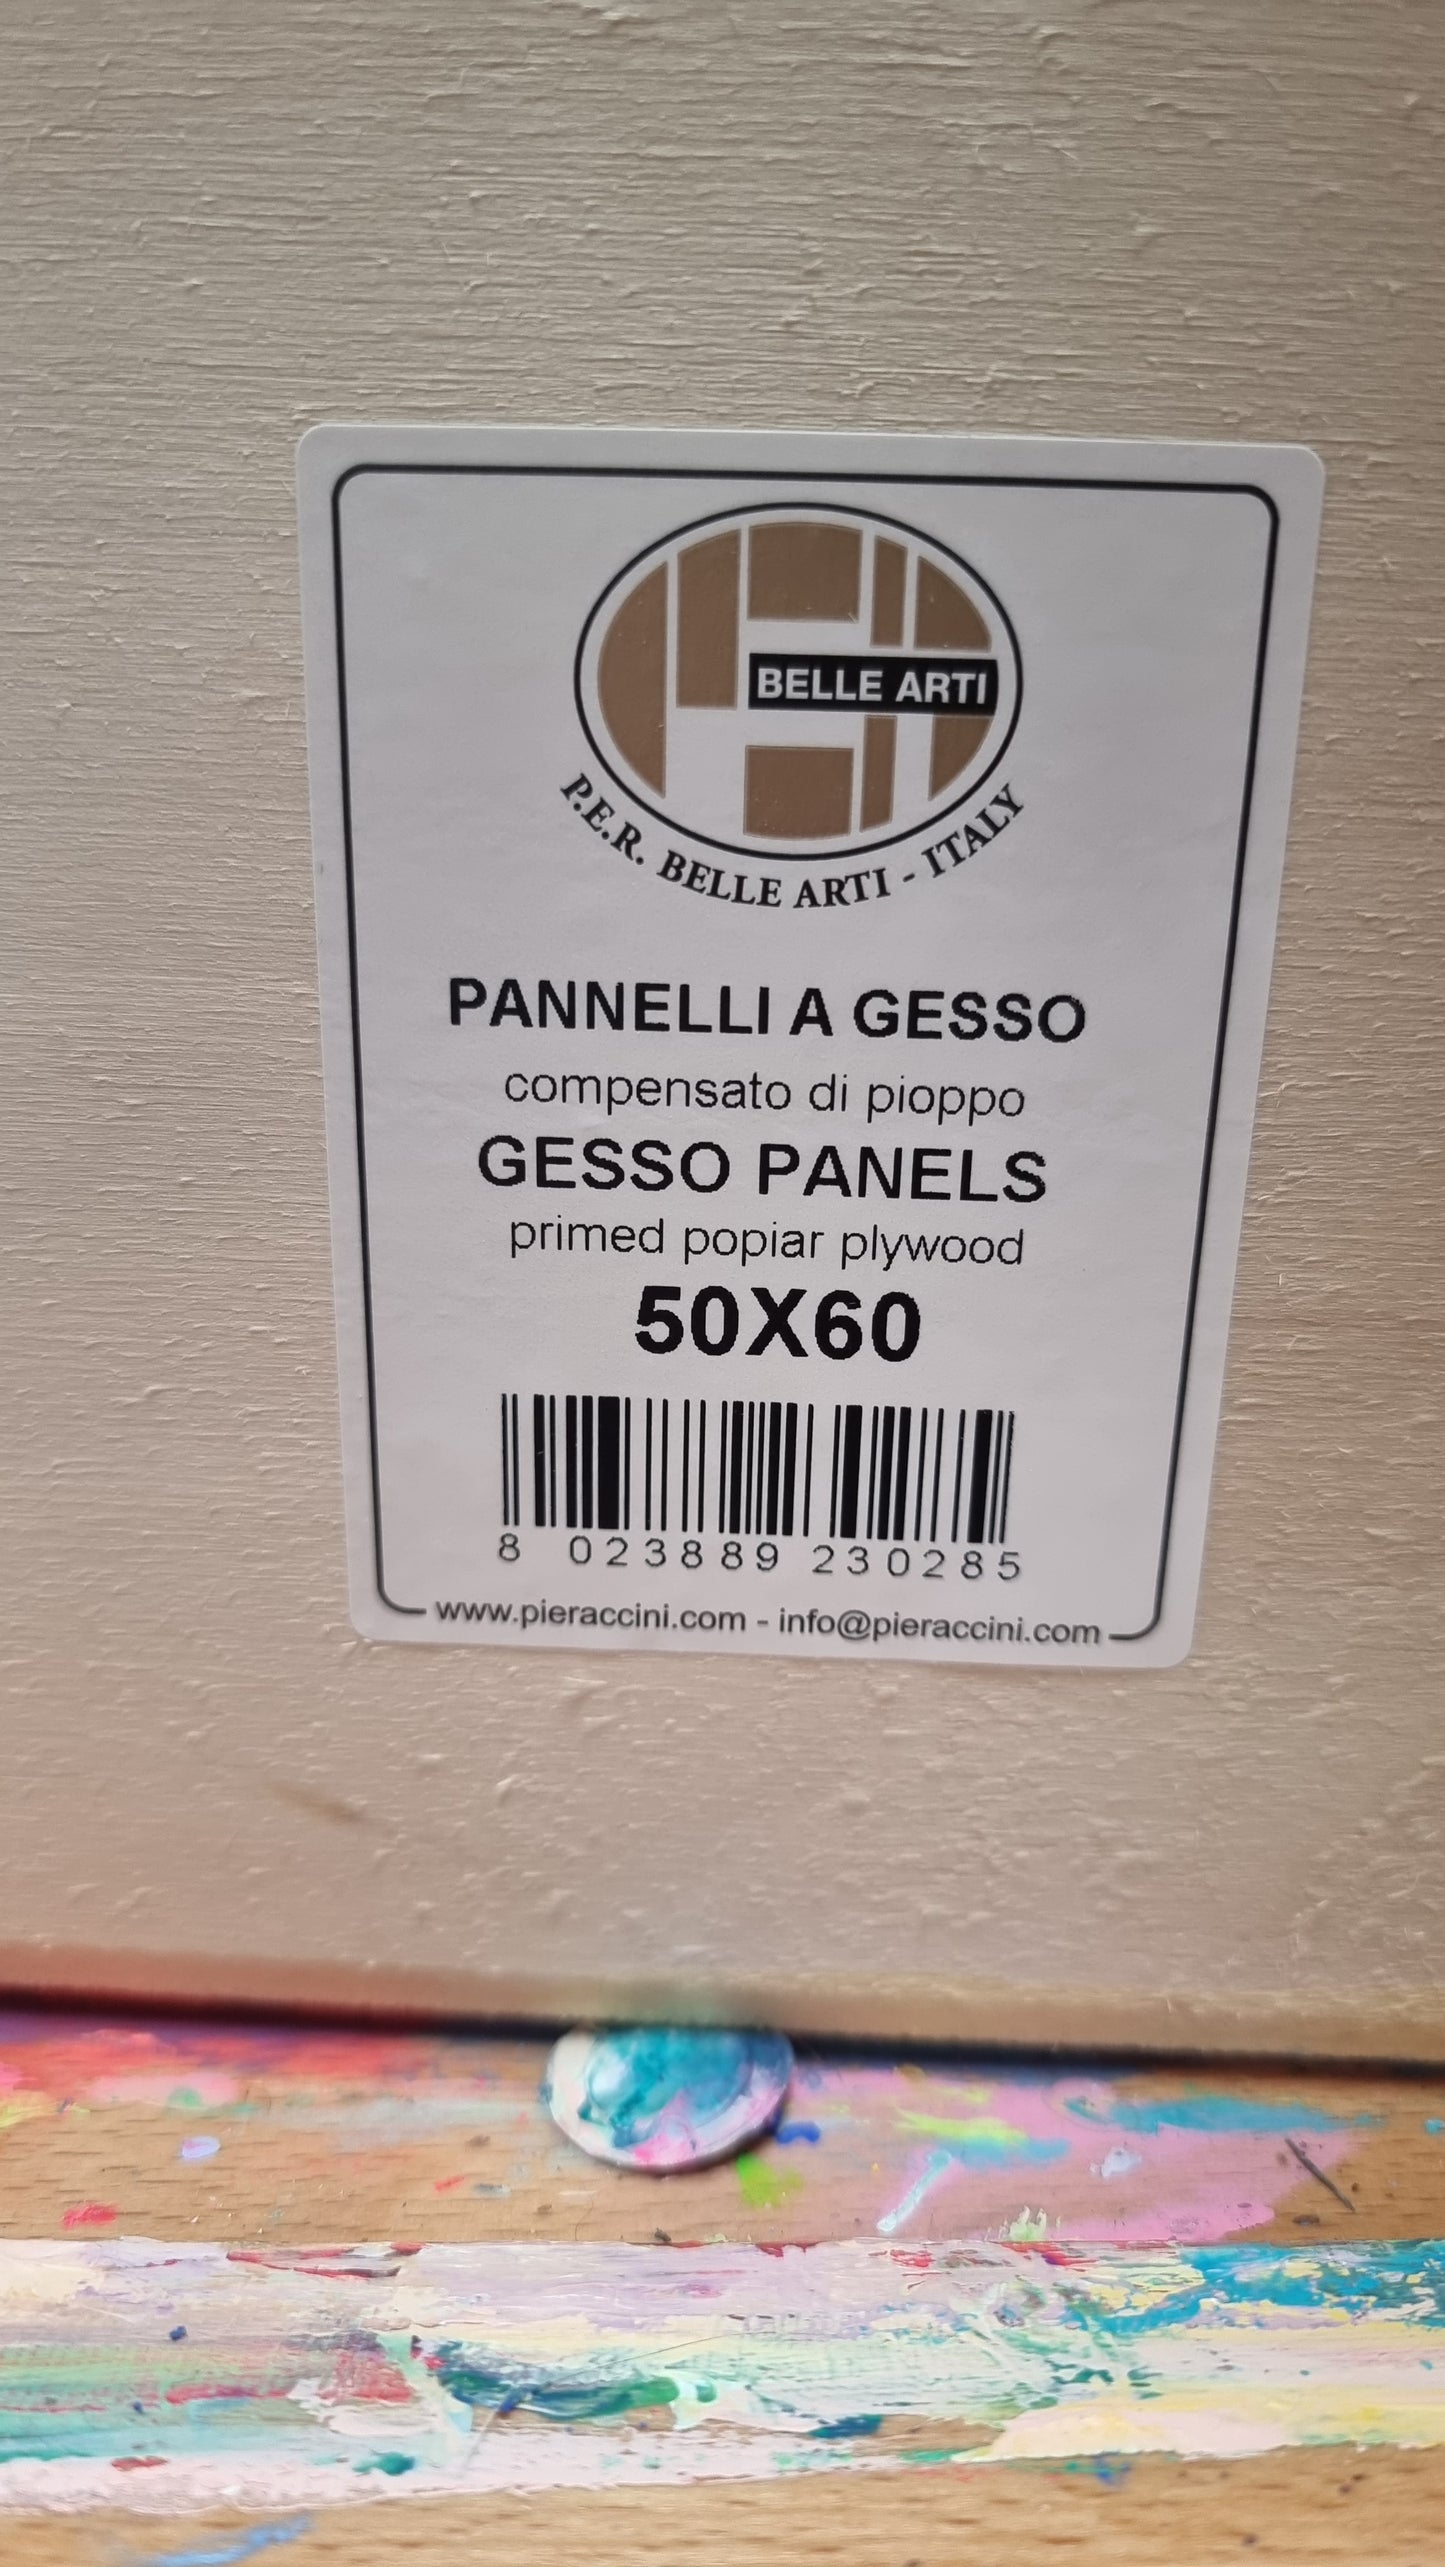 BELLE ARTI
P.E.R. BELLE ARTI - ITALY
PANNELLI A GESSO
compensato di pioppo
GESSO PANELS
primed popiar plywood
50X60
8 023889 230285
www.pieraccini.com - info@pieraccini.com